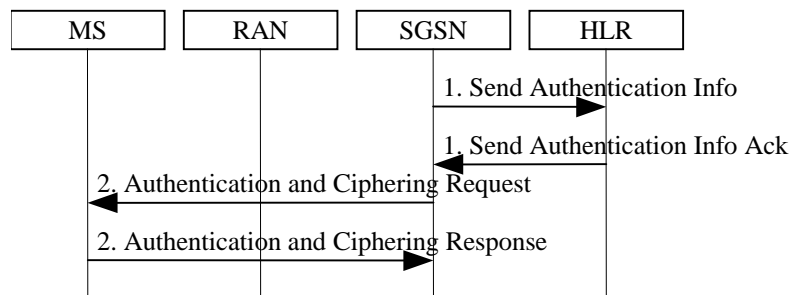 MS RAN SGSN HLR
1. Send Authentication Info
1. Send Authentication Info Ack
2. Authentication and Ciphering Request
2. Authentication and Ciphering Response